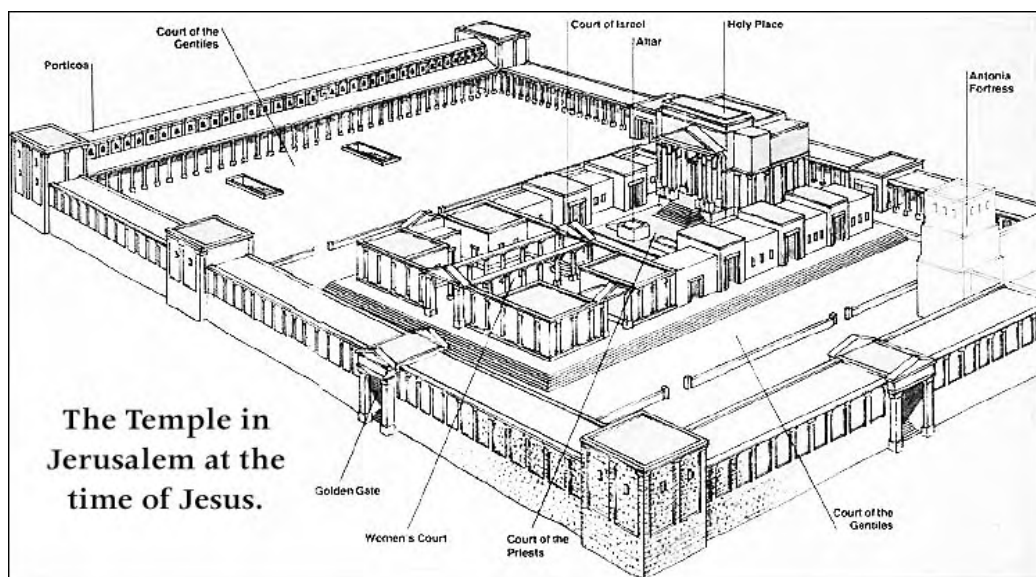 Court of the
Gentiles
Porticos
Court of Israel
Altar
Holy Place
Antonia
Fortress
The Temple in
Jerusalem at the
time of Jesus.
Golden Gate
Women's Court
Court of the
Priests
Court of the
Gentiles